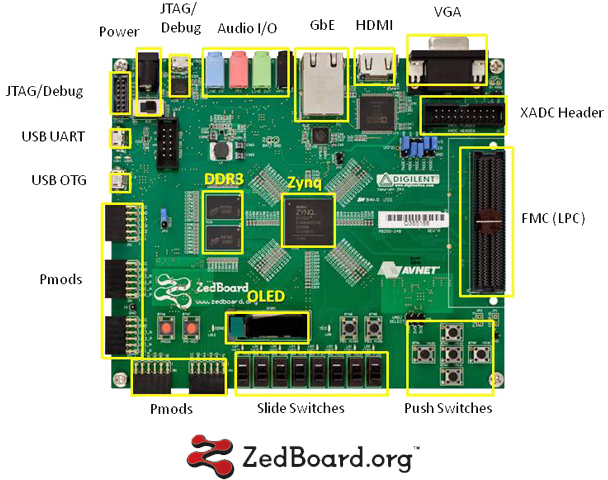 Power
JTAG/
Debug
Audio I/O
GbE
HDMI
VGA
JTAG/Debug
XADC Header
USB UART
USB OTG
DDR3
Zynq
DIGILENT
ZYNQ
FMC (LPC)
Pmods
AVNET
ZedBoard
www.zedboard.org
OLED
Pmods
Slide Switches
Push Switches
ZedBoard.org™